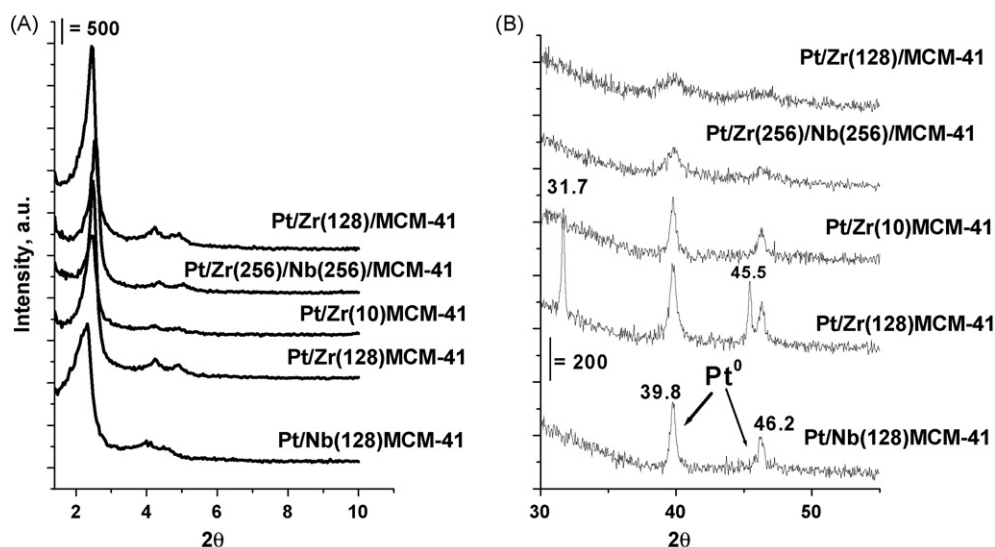 (A)
= 500
Pt/Zr(128)/MCM-41
Pt/Zr(256)/Nb(256)/MCM-41
Pt/Zr(10)MCM-41
Pt/Zr(128)MCM-41
Pt/Nb(128)MCM-41
Intensity, a.u.
2 4 6 8 10
2θ
(B)
Pt/Zr(128)/MCM-41
Pt/Zr(256)/Nb(256)/MCM-41
31.7
Pt/Zr(10)MCM-41
45.5
Pt/Zr(128)MCM-41
= 200
Pt⁰
39.8
46.2
Pt/Nb(128)MCM-41
30 40 50
2θ